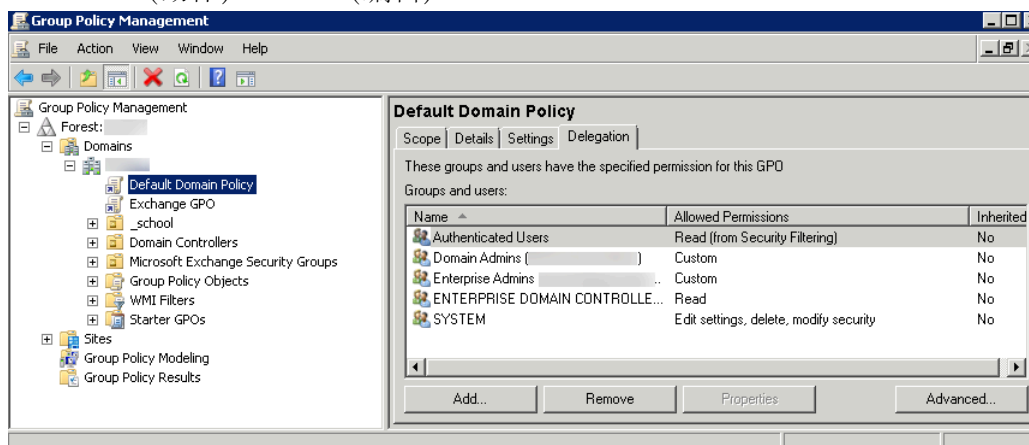 Group Policy Management
File Action View Window Help
Group Policy Management
Forest:
Domains
Default Domain Policy
Exchange GPO
_school
Domain Controllers
Microsoft Exchange Security Groups
Group Policy Objects
WMI Filters
Starter GPOs
Sites
Group Policy Modeling
Group Policy Results
Default Domain Policy
Scope Details Settings Delegation
These groups and users have the specified permission for this GPO
Groups and users:
Name Allowed Permissions Inherited
Authenticated Users Read (from Security Filtering) No
Domain Admins ( ) Custom No
Enterprise Admins .. Custom No
ENTERPRISE DOMAIN CONTROLLE... Read No
SYSTEM Edit settings, delete, modify security No
Add... Remove Properties Advanced...